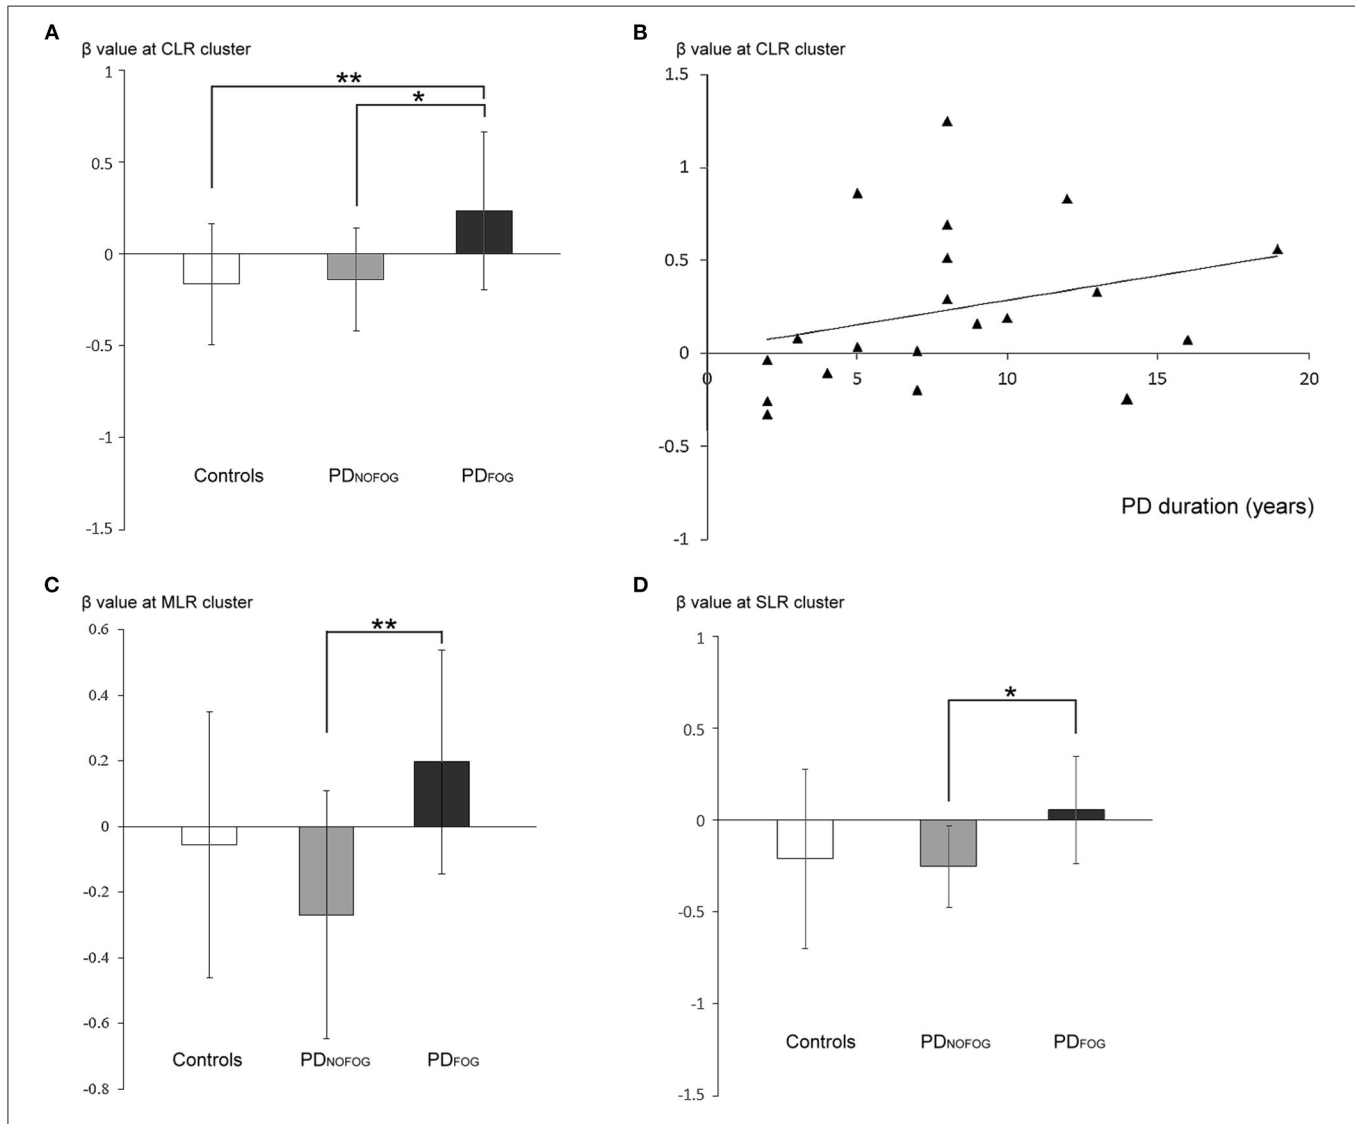 A
β value at CLR cluster
1
**
*
0.5
0
-0.5
-1
Controls PDNOFOG PDFOG
-1.5
B
β value at CLR cluster
1.5
1
0.5
0
0 5 10 15 20
-0.5
PD duration (years)
-1
C
β value at MLR cluster
0.6
**
0.4
0.2
0
-0.2
-0.4
-0.6
Controls PDNOFOG PDFOG
-0.8
D
β value at SLR cluster
1
*
0.5
0
-0.5
-1
Controls PDNOFOG PDFOG
-1.5